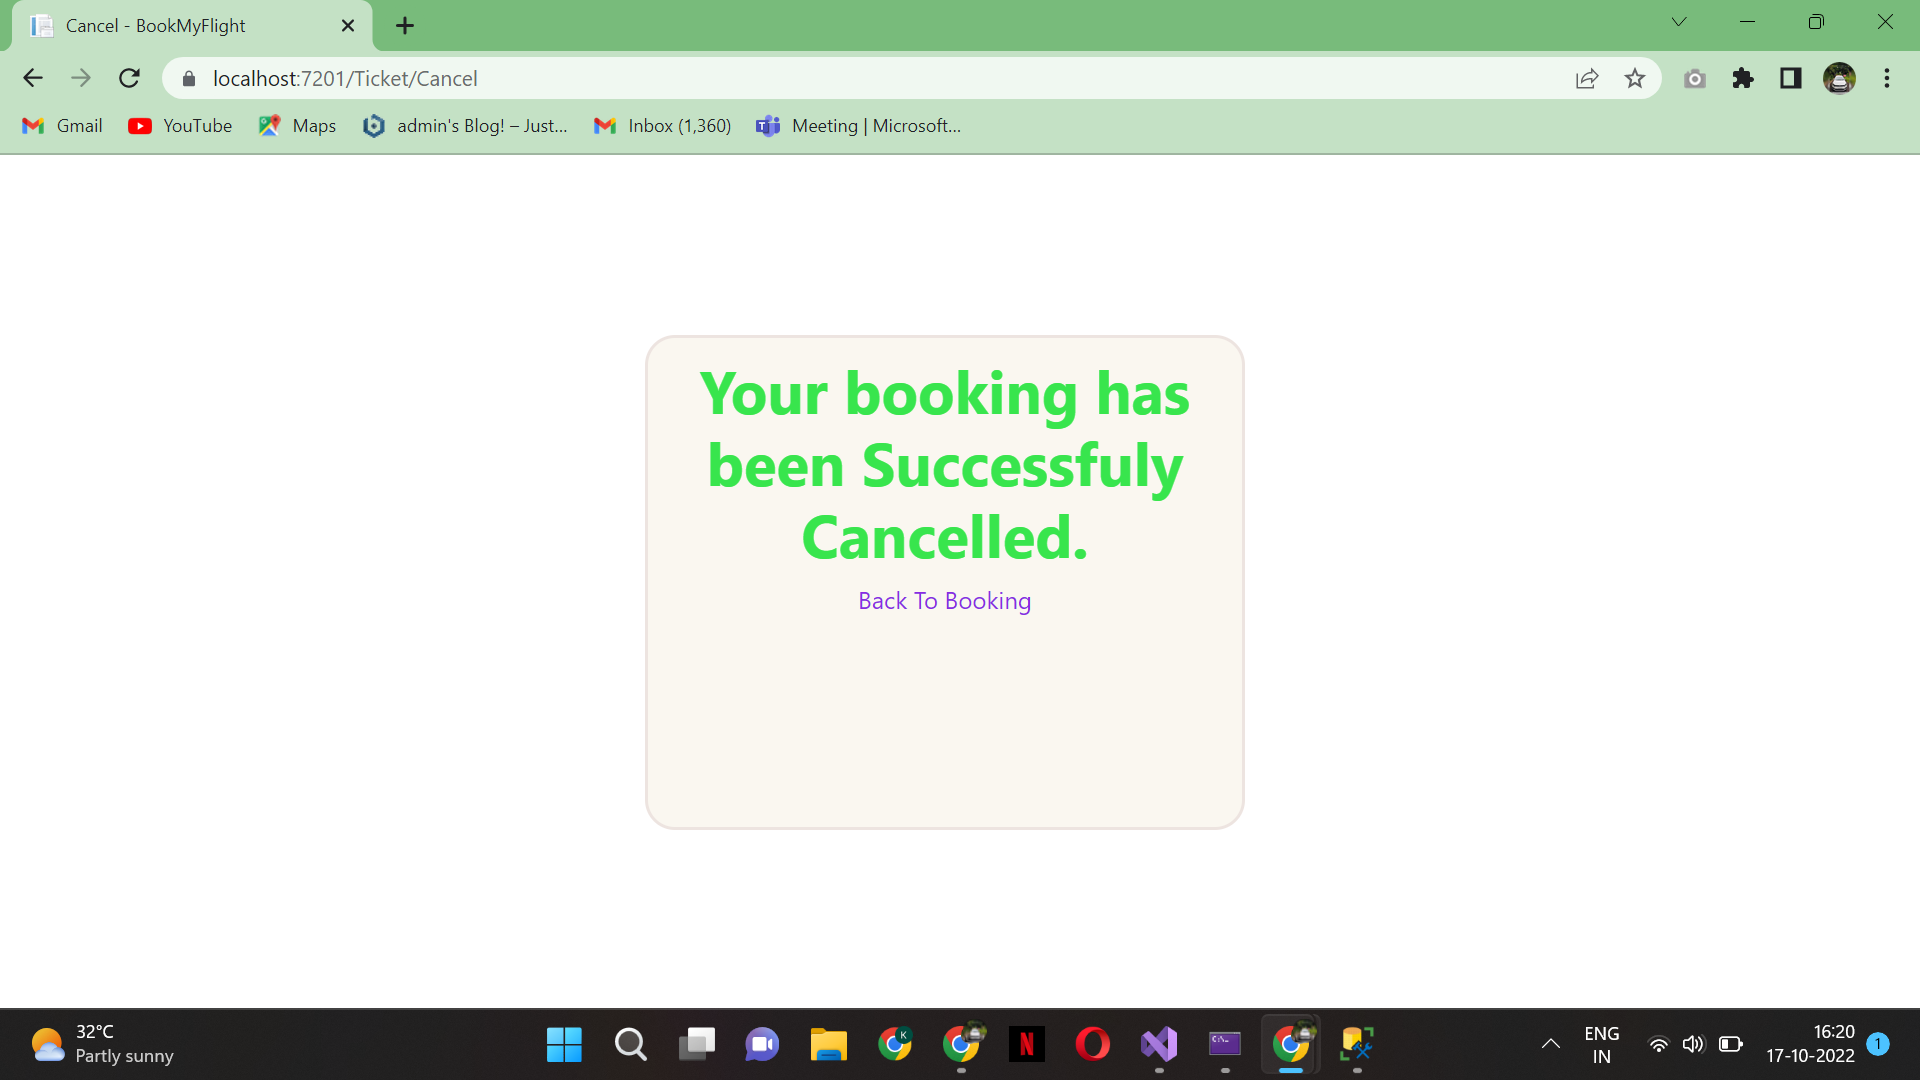 Cancel - BookMyFlight
localhost:7201/Ticket/Cancel
Gmail
YouTube
Maps
admin's Blog! – Just...
Inbox (1,360)
Meeting | Microsoft...
Your booking has
been Successfuly
Cancelled.
Back To Booking
32°C
Partly sunny
K
N
C:\_
ENG
IN
16:20
17-10-2022
1